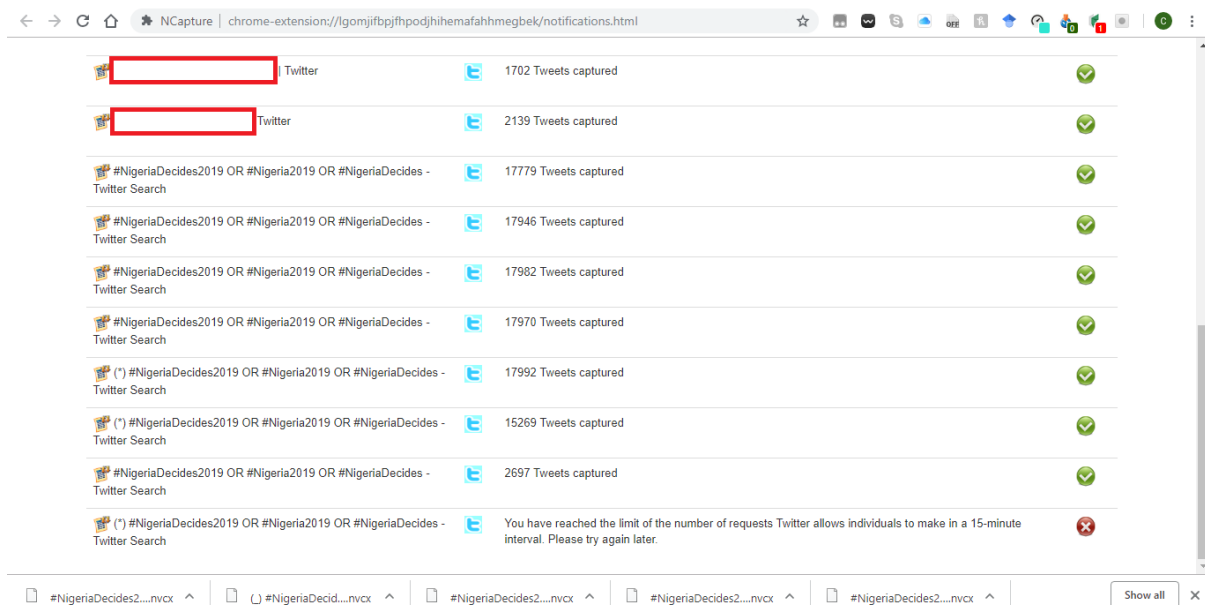 NCapture | chrome-extension://lgomjifbpjfhpodjhihemafahhmegbek/notifications.html
OFF
0
1
C
| Twitter
1702 Tweets captured
Twitter
2139 Tweets captured
#NigeriaDecides2019 OR #Nigeria2019 OR #NigeriaDecides -
Twitter Search
17779 Tweets captured
#NigeriaDecides2019 OR #Nigeria2019 OR #NigeriaDecides -
Twitter Search
17946 Tweets captured
#NigeriaDecides2019 OR #Nigeria2019 OR #NigeriaDecides -
Twitter Search
17982 Tweets captured
#NigeriaDecides2019 OR #Nigeria2019 OR #NigeriaDecides -
Twitter Search
17970 Tweets captured
(*) #NigeriaDecides2019 OR #Nigeria2019 OR #NigeriaDecides -
Twitter Search
17992 Tweets captured
(*) #NigeriaDecides2019 OR #Nigeria2019 OR #NigeriaDecides -
Twitter Search
15269 Tweets captured
#NigeriaDecides2019 OR #Nigeria2019 OR #NigeriaDecides -
Twitter Search
2697 Tweets captured
(*) #NigeriaDecides2019 OR #Nigeria2019 OR #NigeriaDecides -
Twitter Search
You have reached the limit of the number of requests Twitter allows individuals to make in a 15-minute
interval. Please try again later.
#NigeriaDecides2....nvcx
(_) #NigeriaDecid....nvcx
#NigeriaDecides2....nvcx
#NigeriaDecides2....nvcx
#NigeriaDecides2....nvcx
Show all